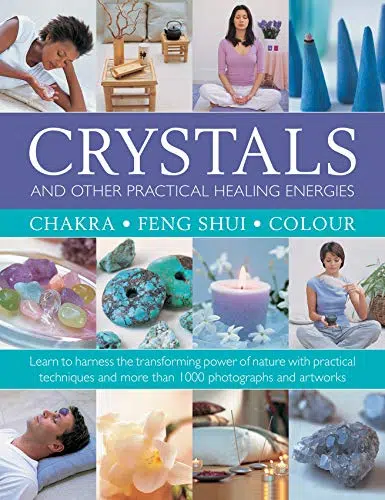 CRYSTALS
AND OTHER PRACTICAL HEALING ENERGIES
CHAKRA • FENG SHUI • COLOUR
Learn to harness the transforming power of nature with practical
techniques and more than 1000 photographs and artworks